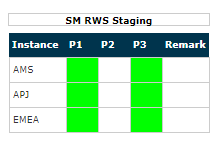 SM RWS Staging
Instance P1 P2 P3 Remark
AMS
APJ
EMEA